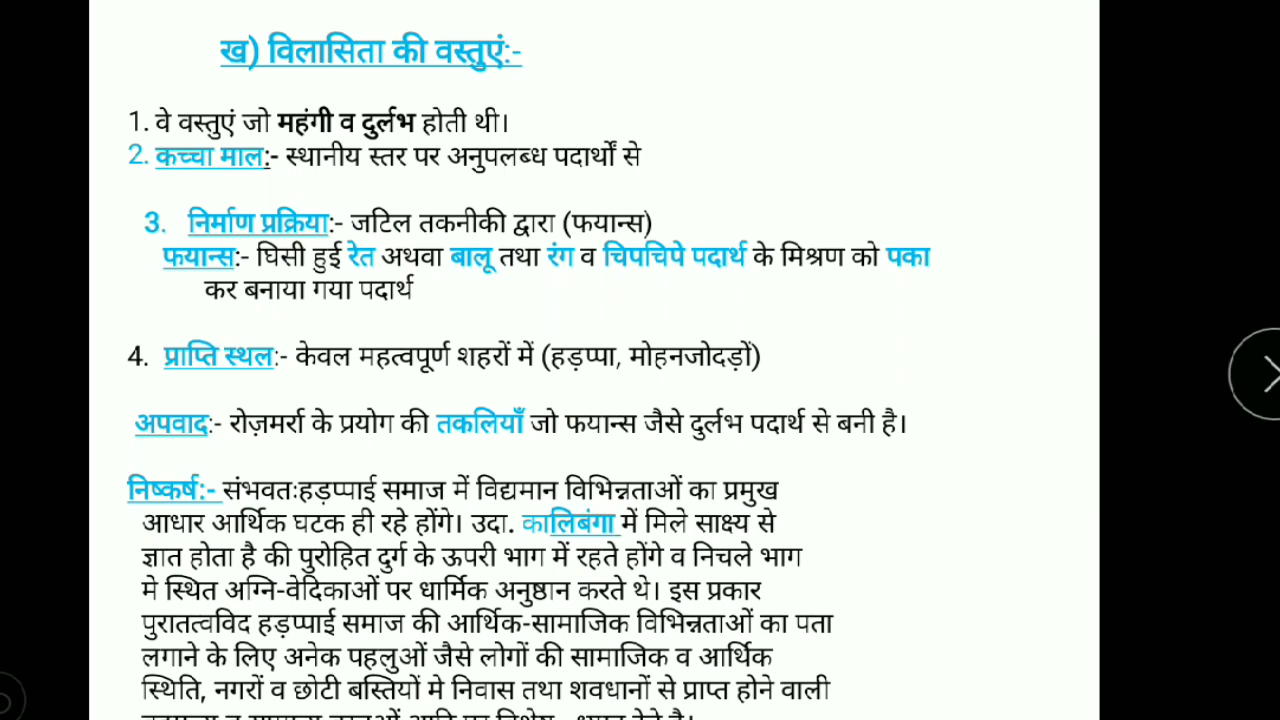 ख) विलासिता की वस्तुएं:-
1. वे वस्तुएं जो महंगी व दुर्लभ होती थी।
2. कच्चा माल:- स्थानीय स्तर पर अनुपलब्ध पदार्थों से
3. निर्माण प्रक्रिया:- जटिल तकनीकी द्वारा (फयान्स)
फयान्स:- घिसी हुई रेत अथवा बालू तथा रंग व चिपचिपे पदार्थ के मिश्रण को पका
कर बनाया गया पदार्थ
4. प्राप्ति स्थल:- केवल महत्वपूर्ण शहरों में (हड़प्पा, मोहनजोदड़ों)
अपवाद:- रोज़मर्रा के प्रयोग की तकलियाँ जो फयान्स जैसे दुर्लभ पदार्थ से बनी है।
निष्कर्ष:- संभवतःहड़प्पाई समाज में विद्यमान विभिन्नताओं का प्रमुख
आधार आर्थिक घटक ही रहे होंगे। उदा. कालिबंगा में मिले साक्ष्य से
ज्ञात होता है की पुरोहित दुर्ग के ऊपरी भाग में रहते होंगे व निचले भाग
मे स्थित अग्नि-वेदिकाओं पर धार्मिक अनुष्ठान करते थे। इस प्रकार
पुरातत्वविद हड़प्पाई समाज की आर्थिक-सामाजिक विभिन्नताओं का पता
लगाने के लिए अनेक पहलुओं जैसे लोगों की सामाजिक व आर्थिक
स्थिति, नगरों व छोटी बस्तियों मे निवास तथा शवधानों से प्राप्त होने वाली